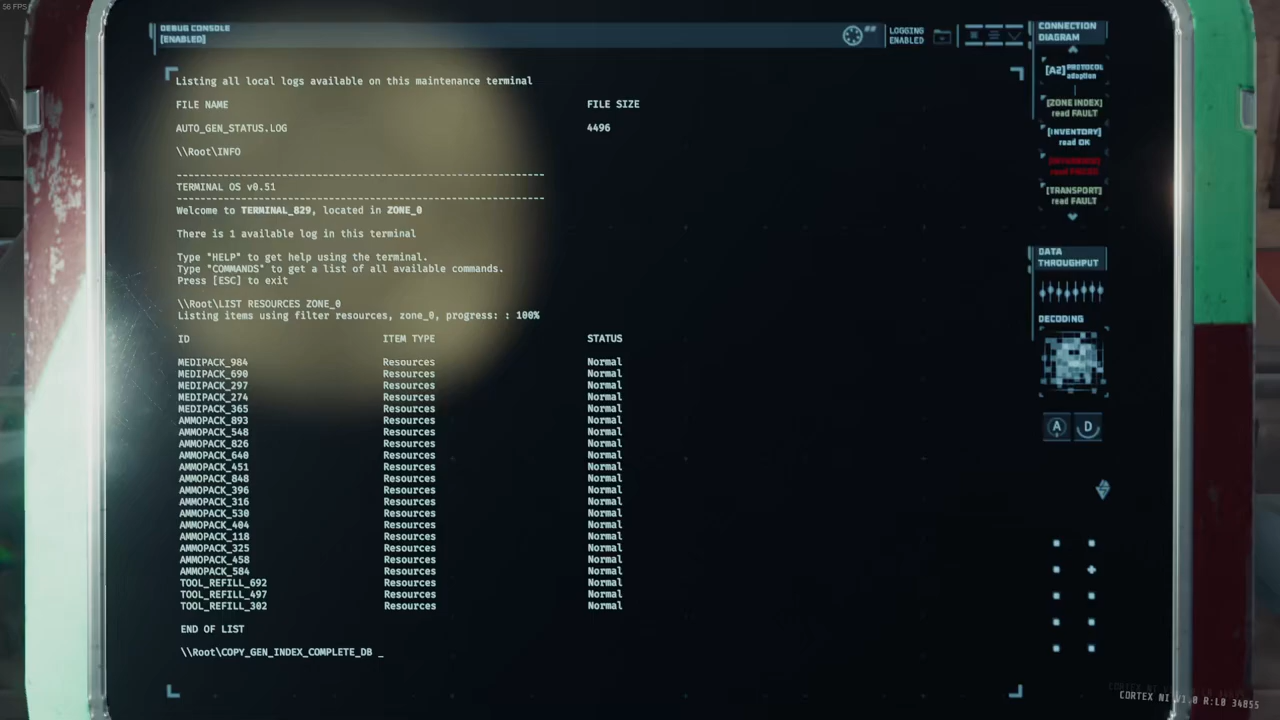 56 FPS
DEBUG CONSOLE
[ENABLED]
LOGGING
ENABLED
CONNECTION
DIAGRAM
[A2] PROTOCOL
adaption
[ZONE INDEX]
read FAULT
[INVENTORY]
read OK
[TRANSPORT]
read FAULT
DATA
THROUGHPUT
DECODING
A D
Listing all local logs available on this maintenance terminal
FILE NAME FILE SIZE
AUTO_GEN_STATUS.LOG 4496
\\Root\INFO
------------------------------------------------------------
TERMINAL OS v0.51
------------------------------------------------------------
Welcome to TERMINAL_829, located in ZONE_0
There is 1 available log in this terminal
Type "HELP" to get help using the terminal.
Type "COMMANDS" to get a list of all available commands.
Press [ESC] to exit
\\Root\LIST RESOURCES ZONE_0
Listing items using filter resources, zone_0, progress: : 100%
ID ITEM TYPE STATUS
MEDIPACK_984 Resources Normal
MEDIPACK_690 Resources Normal
MEDIPACK_297 Resources Normal
MEDIPACK_274 Resources Normal
MEDIPACK_365 Resources Normal
AMMOPACK_893 Resources Normal
AMMOPACK_548 Resources Normal
AMMOPACK_826 Resources Normal
AMMOPACK_640 Resources Normal
AMMOPACK_451 Resources Normal
AMMOPACK_848 Resources Normal
AMMOPACK_396 Resources Normal
AMMOPACK_316 Resources Normal
AMMOPACK_530 Resources Normal
AMMOPACK_404 Resources Normal
AMMOPACK_118 Resources Normal
AMMOPACK_325 Resources Normal
AMMOPACK_458 Resources Normal
AMMOPACK_584 Resources Normal
TOOL_REFILL_692 Resources Normal
TOOL_REFILL_497 Resources Normal
TOOL_REFILL_302 Resources Normal
END OF LIST
\\Root\COPY_GEN_INDEX_COMPLETE_DB _
CORTEX NI V1.0 R:LD 34855